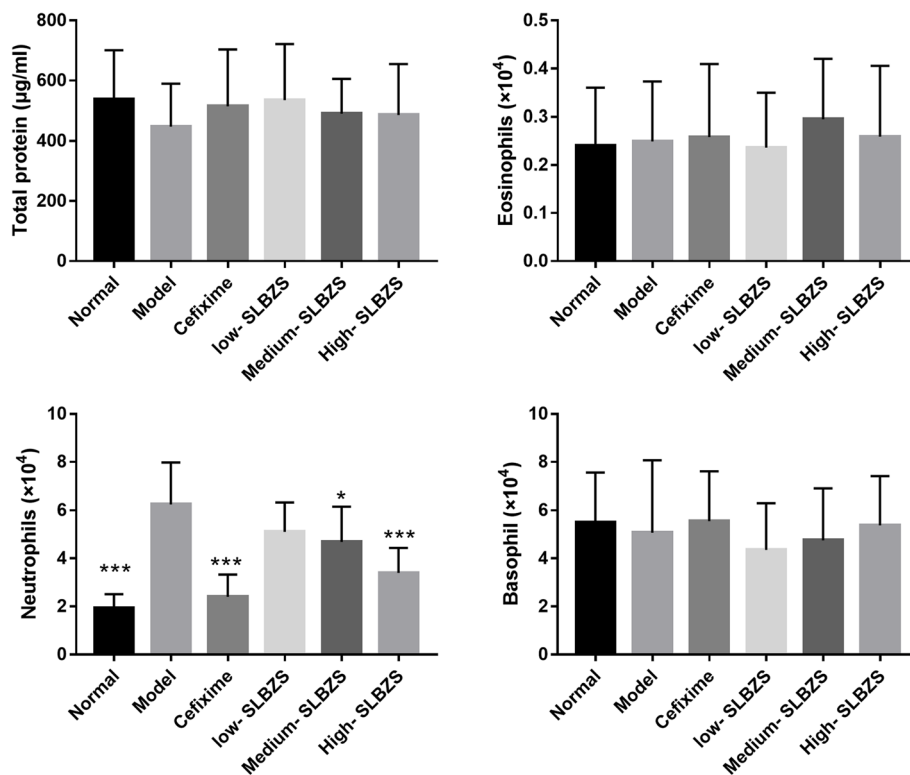 Total protein (µg/ml)
800
600
400
200
0
Normal
Model
Cefixime
low- SLBZS
Medium- SLBZS
High- SLBZS
Eosinophils (×10⁴)
0.5
0.4
0.3
0.2
0.1
0.0
Normal
Model
Cefixime
low- SLBZS
Medium- SLBZS
High- SLBZS
Neutrophils (×10⁴)
10
8
6
4
2
0
***
***
*
***
Normal
Model
Cefixime
low- SLBZS
Medium- SLBZS
High- SLBZS
Basophil (×10⁴)
10
8
6
4
2
0
Normal
Model
Cefixime
low- SLBZS
Medium- SLBZS
High- SLBZS